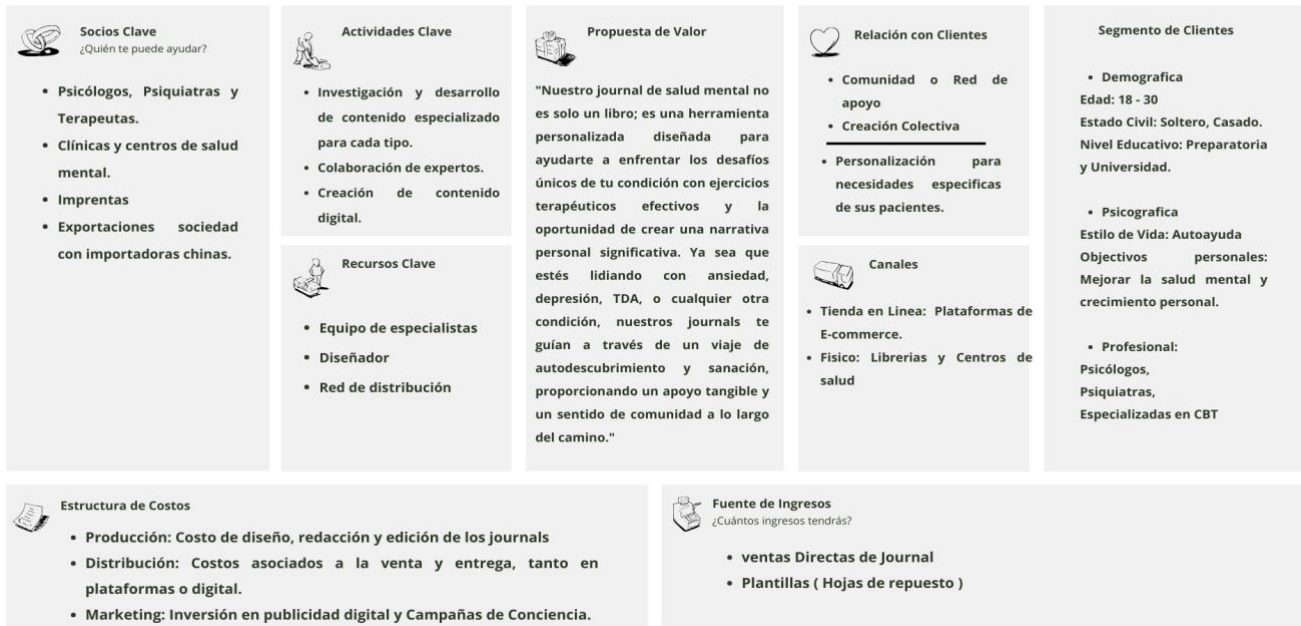 Socios Clave
¿Quién te puede ayudar?
• Psicólogos, Psiquiatras y
Terapeutas.
• Clínicas y centros de salud
mental.
• Imprentas
• Exportaciones sociedad
con importadoras chinas.
Actividades Clave
• Investigación y desarrollo
de contenido especializado
para cada tipo.
• Colaboración de expertos.
• Creación de contenido
digital.
Recursos Clave
• Equipo de especialistas
• Diseñador
• Red de distribución
Propuesta de Valor
"Nuestro journal de salud mental no
es solo un libro; es una herramienta
personalizada diseñada para
ayudarte a enfrentar los desafíos
únicos de tu condición con ejercicios
terapéuticos efectivos y la
oportunidad de crear una narrativa
personal significativa. Ya sea que
estés lidiando con ansiedad,
depresión, TDA, o cualquier otra
condición, nuestros journals te
guían a través de un viaje de
autodescubrimiento y sanación,
proporcionando un apoyo tangible y
un sentido de comunidad a lo largo
del camino."
Relación con Clientes
• Comunidad o Red de
apoyo
• Creación Colectiva
• Personalización para
necesidades especificas
de sus pacientes.
Canales
• Tienda en Linea: Plataformas de
E-commerce.
• Fisico: Librerias y Centros de
salud
Segmento de Clientes
• Demografica
Edad: 18 - 30
Estado Civil: Soltero, Casado.
Nivel Educativo: Preparatoria
y Universidad.
• Psicografica
Estilo de Vida: Autoayuda
Objectivos personales:
Mejorar la salud mental y
crecimiento personal.
• Profesional:
Psicólogos,
Psiquiatras,
Especializadas en CBT
Estructura de Costos
• Producción: Costo de diseño, redacción y edición de los journals
• Distribución: Costos asociados a la venta y entrega, tanto en
plataformas o digital.
• Marketing: Inversión en publicidad digital y Campañas de Conciencia.
Fuente de Ingresos
¿Cuántos ingresos tendrás?
• ventas Directas de Journal
• Plantillas ( Hojas de repuesto )